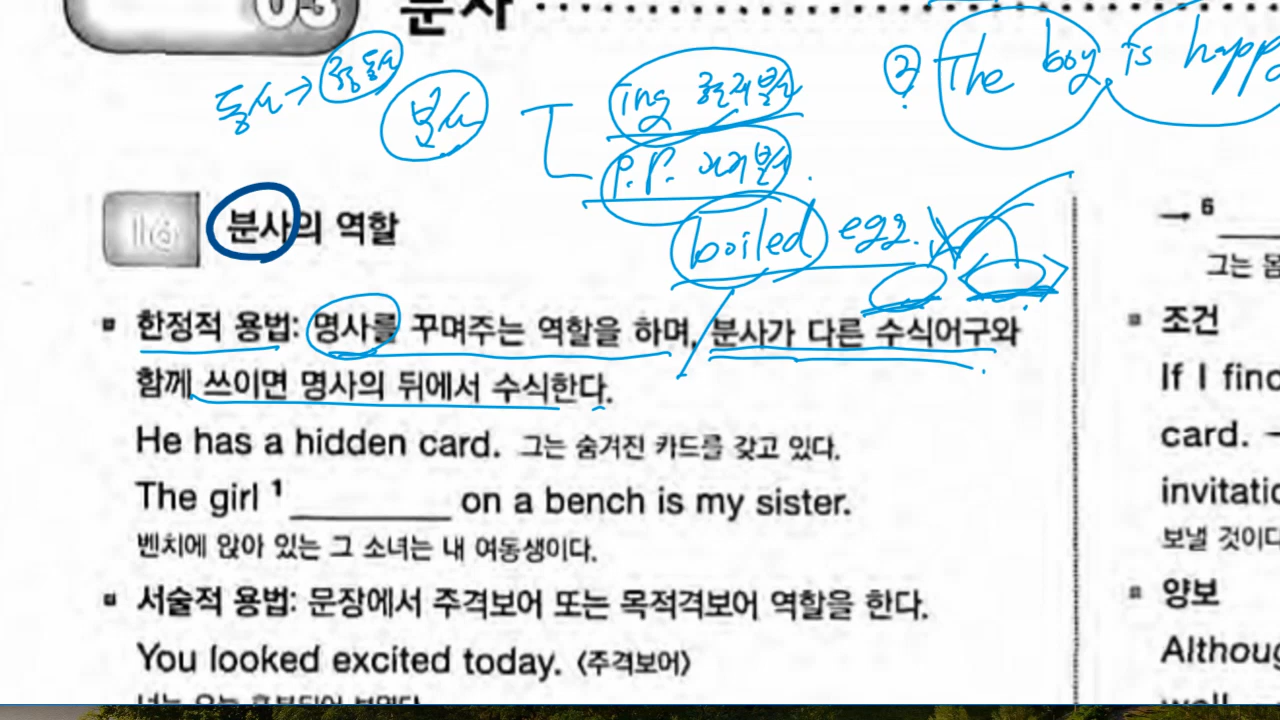 03 분사
동사→ 형용사
분사
ing 현재분사
p.p. 과거분사.
② The boy is happy
boiled egg.
16 분사의 역할
한정적 용법: 명사를 꾸며주는 역할을 하며, 분사가 다른 수식어구와
함께 쓰이면 명사의 뒤에서 수식한다.
He has a hidden card. 그는 숨겨진 카드를 갖고 있다.
The girl ¹ ________ on a bench is my sister.
벤치에 앉아 있는 그 소녀는 내 여동생이다.
서술적 용법: 문장에서 주격보어 또는 목적격보어 역할을 한다.
You looked excited today. <주격보어>
→ 6
그는 몸
조건
If I find
card. →
invitatio
보낼 것이다
양보
Althoug
well